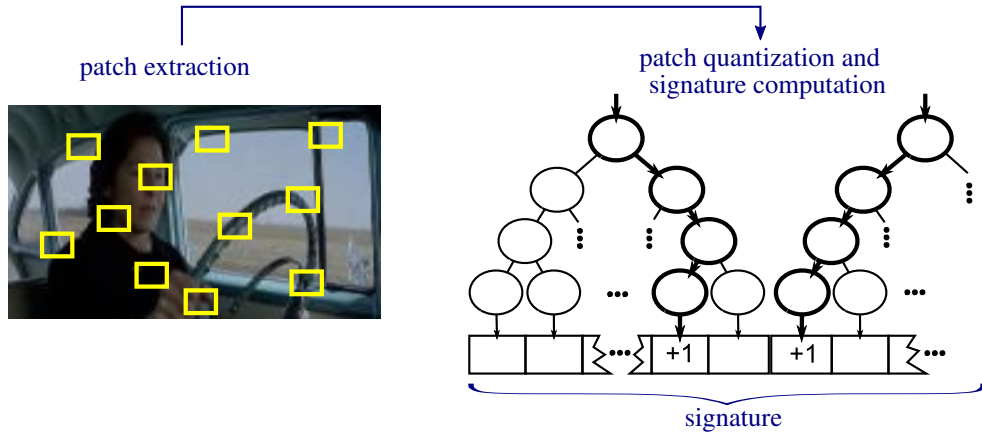 patch extraction
patch quantization and
signature computation
+1 +1
signature